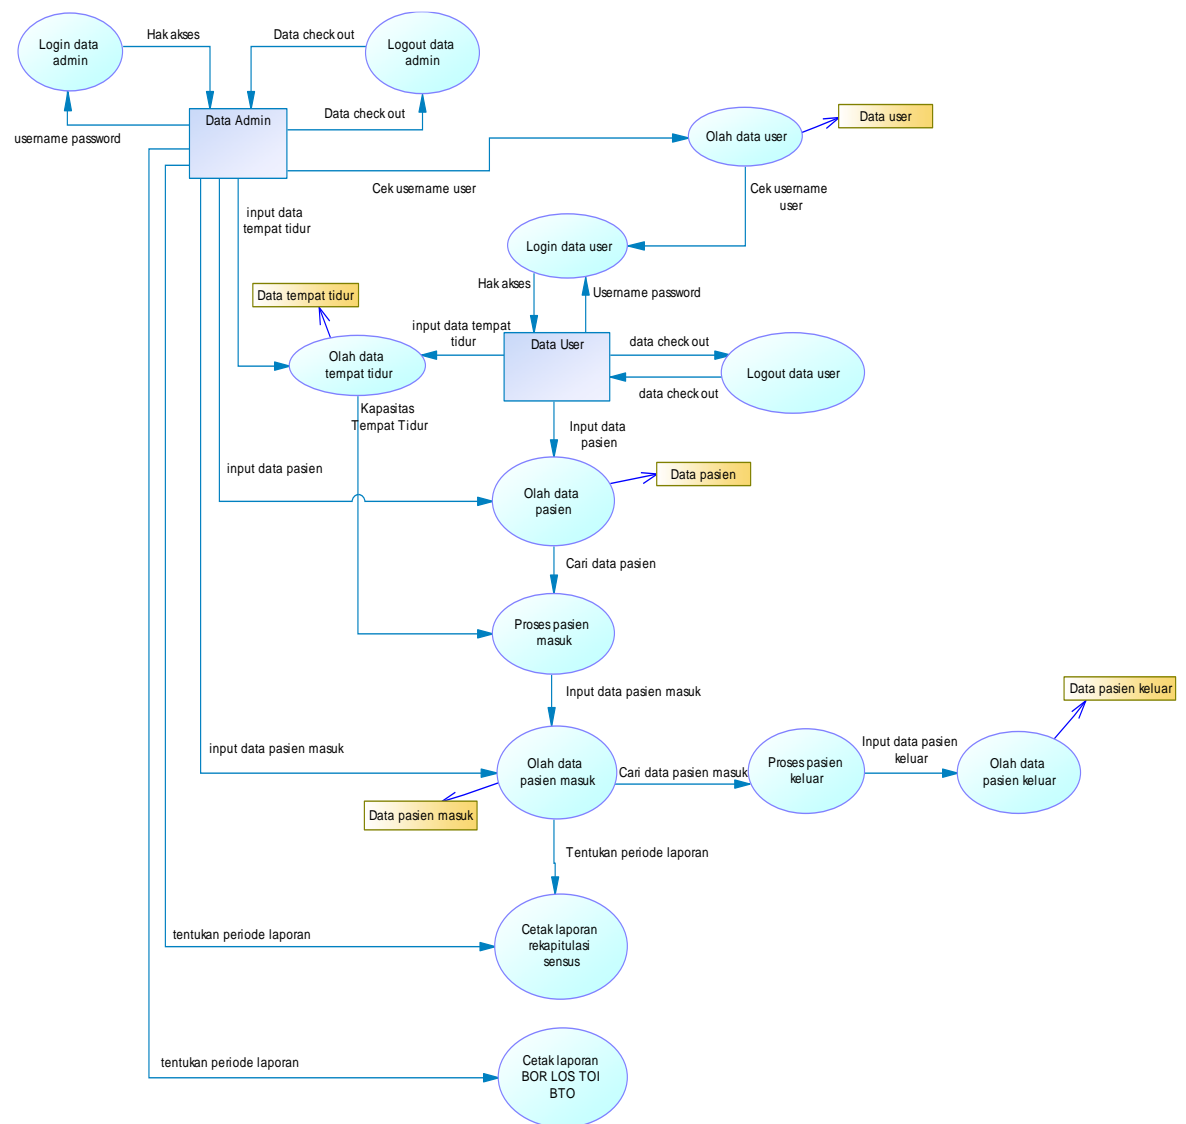 Hak akses
Data check out
Login data
admin
Logout data
admin
Data Admin
Data check out
username password
Data user
Olah data user
Cek username user
Cek username
user
input data
tempat tidur
Login data user
Hak akses
Username password
Data tempat tidur
input data tempat
tidur
Data User
data check out
Olah data
tempat tidur
Logout data user
data check out
Kapasitas
Tempat Tidur
Input data
pasien
input data pasien
Data pasien
Olah data
pasien
Cari data pasien
Proses pasien
masuk
Input data pasien masuk
Data pasien keluar
input data pasien masuk
Olah data
pasien masuk
Cari data pasien masuk
Proses pasien
keluar
Input data pasien
keluar
Olah data
pasien keluar
Data pasien masuk
Tentukan periode laporan
tentukan periode laporan
Cetak laporan
rekapitulasi
sensus
tentukan periode laporan
Cetak laporan
BOR LOS TOI
BTO